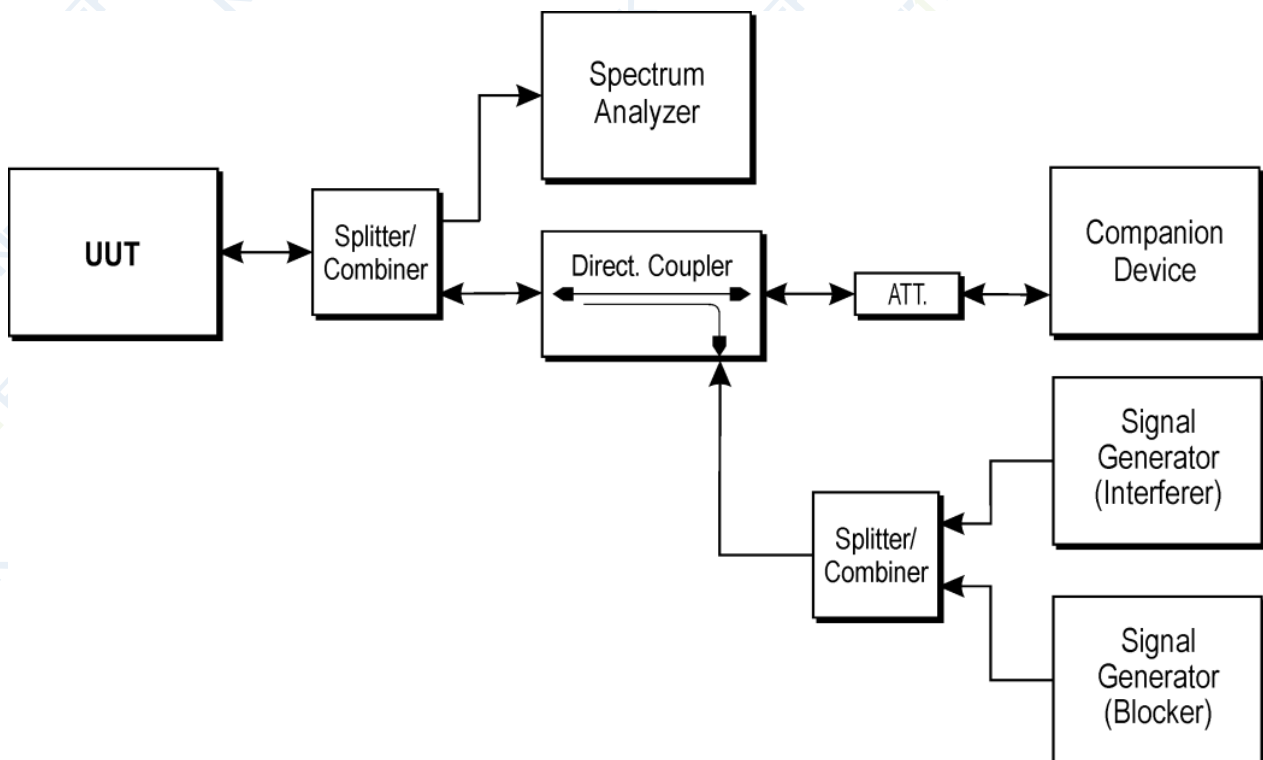 Spectrum
Analyzer
UUT
Splitter/
Combiner
Direct. Coupler
ATT.
Companion
Device
Signal
Generator
(Interferer)
Splitter/
Combiner
Signal
Generator
(Blocker)